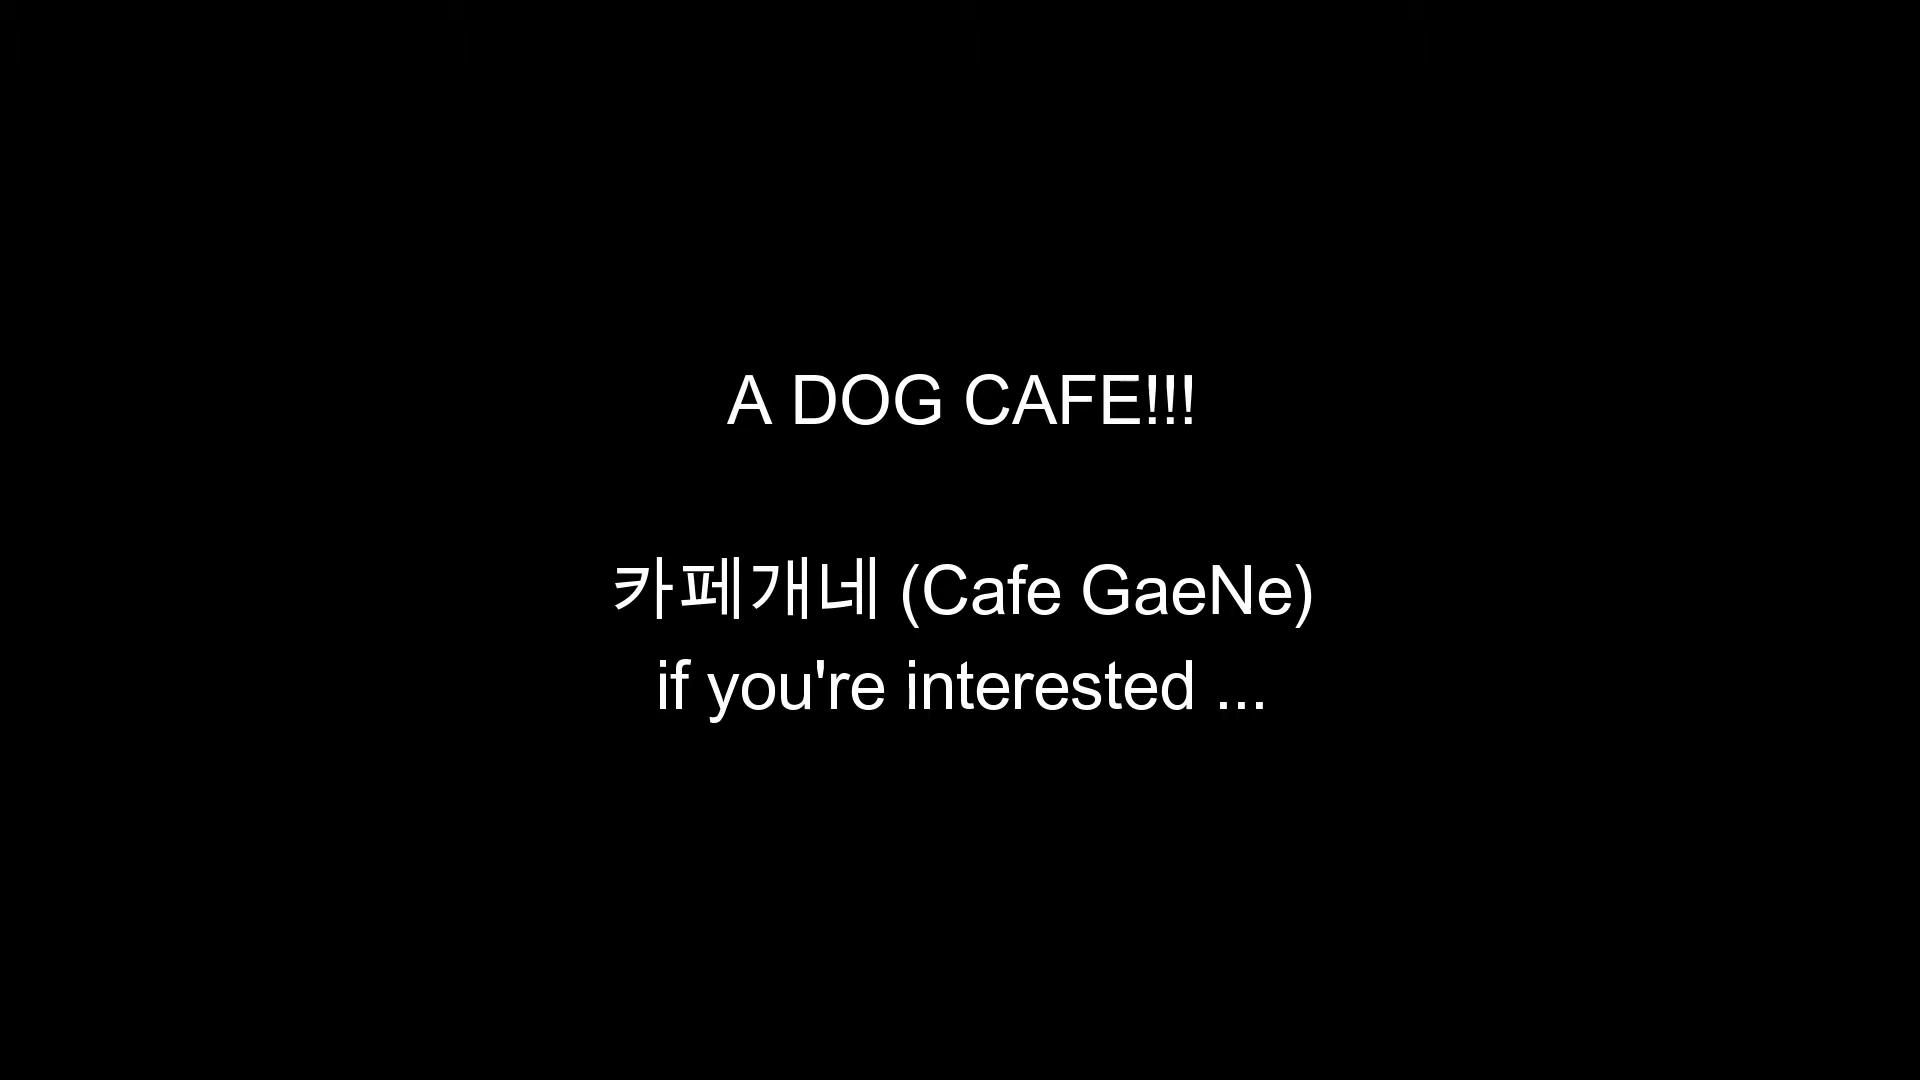 A DOG CAFE!!!
카페개네 (Cafe GaeNe)
if you're interested ...